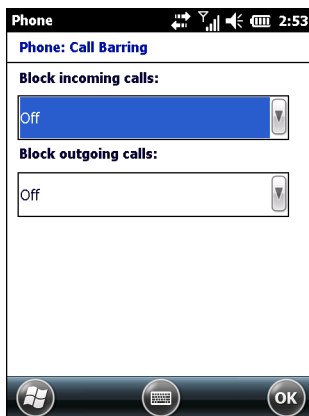 Phone 2:53
Phone: Call Barring
Block incoming calls:
Off
Block outgoing calls:
Off
OK